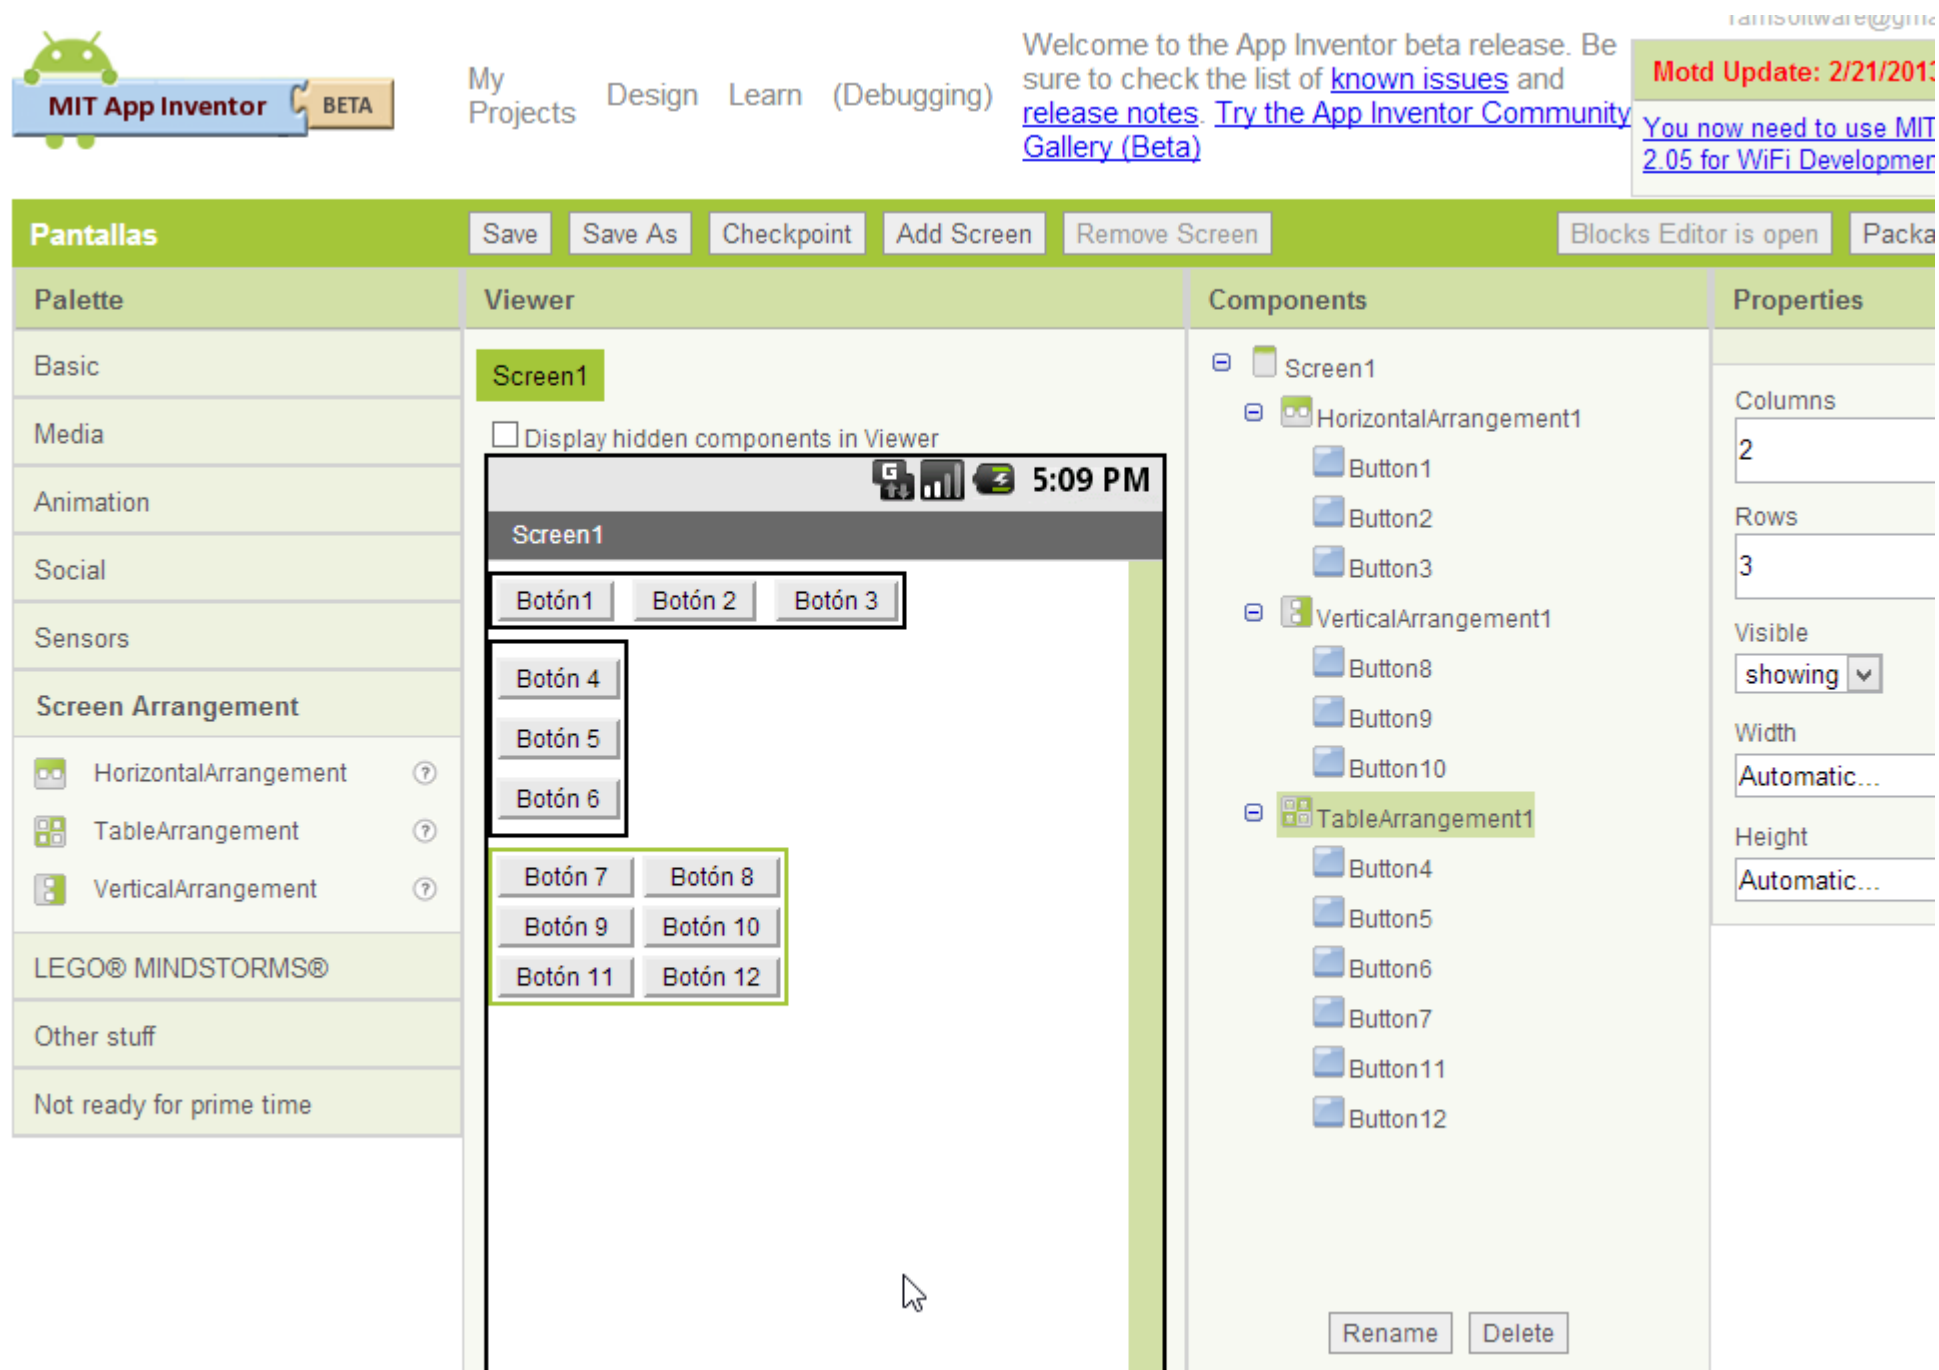 MIT App Inventor BETA
My Projects
Design
Learn
(Debugging)
Welcome to the App Inventor beta release. Be
sure to check the list of known issues and
release notes. Try the App Inventor Community
Gallery (Beta)
Motd Update: 2/21/2013
You now need to use MIT
2.05 for WiFi
Pantallas
Save
Save As
Checkpoint
Add Screen
Remove Screen
Blocks Editor is open
Palette
Basic
Media
Animation
Social
Sensors
Screen Arrangement
HorizontalArrangement ?
TableArrangement ?
VerticalArrangement ?
LEGO® MINDSTORMS®
Other stuff
Not ready for prime time
Viewer
Screen1
Display hidden components in Viewer
G 5:09 PM
Screen1
Botón1 Botón 2 Botón 3
Botón 4
Botón 5
Botón 6
Botón 7 Botón 8
Botón 9 Botón 10
Botón 11 Botón 12
Components
Screen1
HorizontalArrangement1
Button1
Button2
Button3
VerticalArrangement1
Button8
Button9
Button10
TableArrangement1
Button4
Button5
Button6
Button7
Button11
Button12
Rename
Delete
Properties
Columns
2
Rows
3
Visible
showing
Width
Automatic...
Height
Automatic...